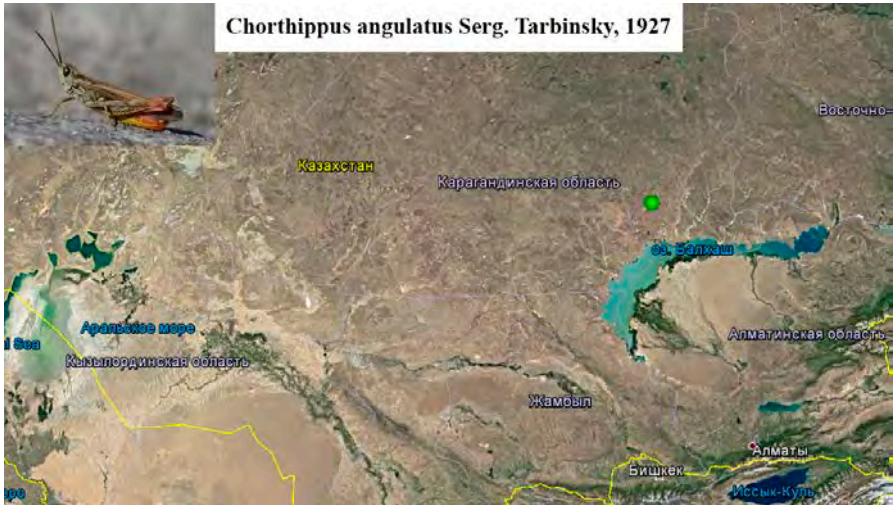 Chorthippus angulatus Serg. Tarbinsky, 1927
Восточно-
Казахстан
Карагандинская область
оз. Балхаш
Аральское море
Алматинская область
Sea
Кызылординская область
Жамбыл
Алматы
Бишкек
Иссык-Куль